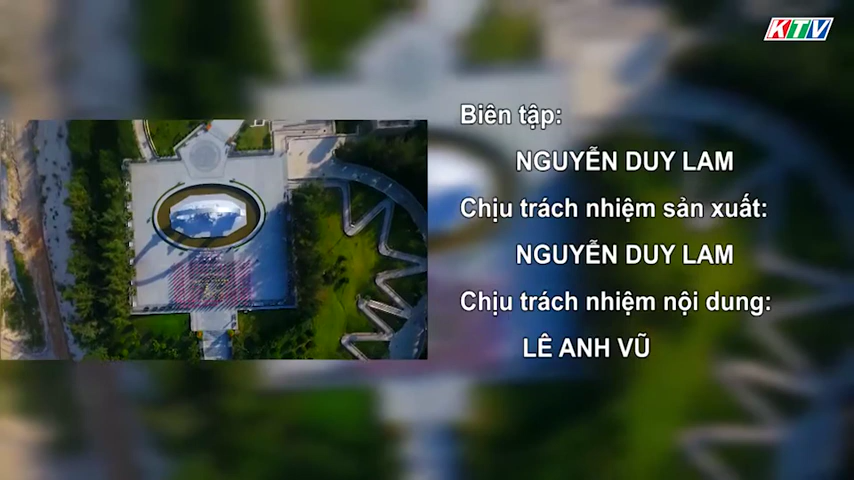 KTV
Biên tập:
NGUYỄN DUY LAM
Chịu trách nhiệm sản xuất:
NGUYỄN DUY LAM
Chịu trách nhiệm nội dung:
LÊ ANH VŨ